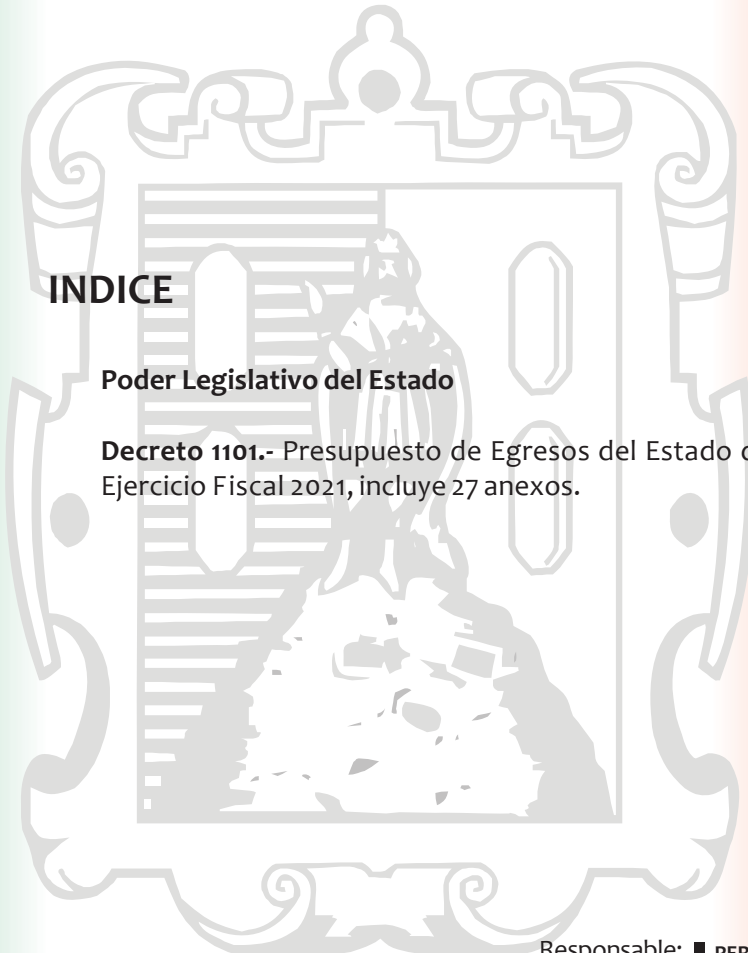 INDICE
Poder Legislativo del Estado
Decreto 1101.- Presupuesto de Egresos del Estado
Ejercicio Fiscal 2021, incluye 27 anexos.
Responsable: